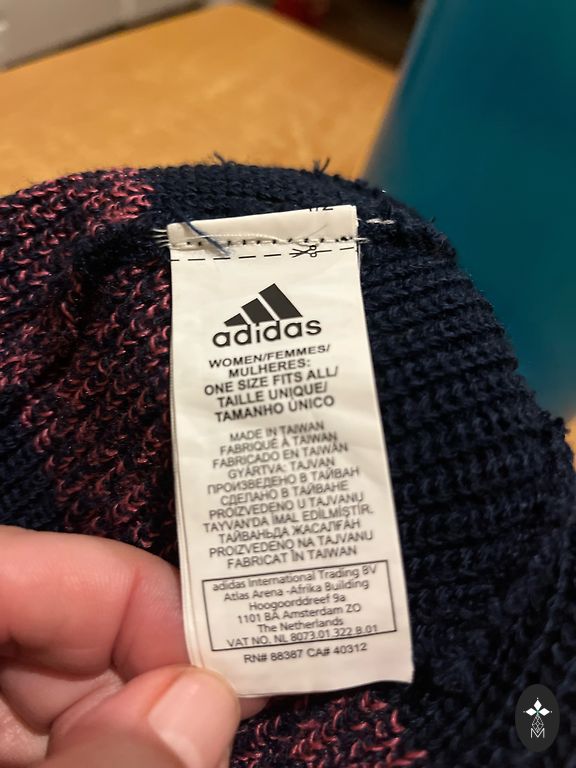 adidas
WOMEN/FEMMES/
MULHERES:
ONE SIZE FITS ALL/
TAILLE UNIQUE/
TAMANHO ÚNICO
MADE IN TAIWAN
FABRIQUÉ À TAIWAN
FABRICADO EN TAIWÁN
GYÁRTVA: TAJVAN
ПРОИЗВЕДЕНО В ТАЙВАН
СДЕЛАНО В ТАЙВАНЕ
PROIZVEDENO U TAJVANU
TAYVAN'DA İMAL EDİLMİŞTİR.
ТАЙВАНЬДА ЖАСАЛҒАН
PROIZVEDENO NA TAJVANU
FABRICAT ÎN TAIWAN
adidas International Trading BV
Atlas Arena -Afrika Building
Hoogoorddreef 9a
1101 BA Amsterdam ZO
The Netherlands
VAT NO. NL 8073.01.322.B.01
RN# 88387 CA# 40312
M